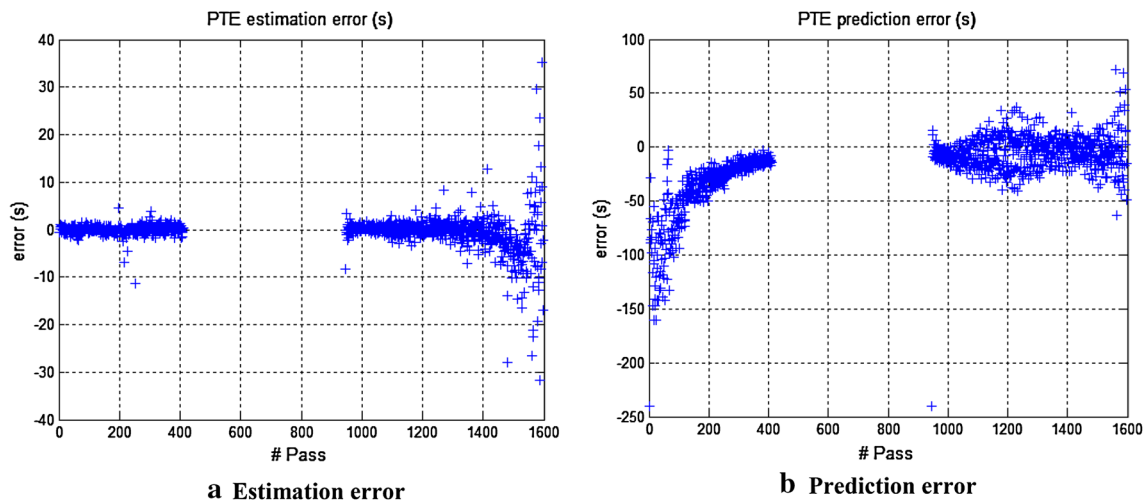 PTE estimation error (s)
40
30
20
10
0
-10
-20
-30
-40
error (s)
0 200 400 600 800 1000 1200 1400 1600
# Pass
a Estimation error
PTE prediction error (s)
100
50
0
-50
-100
-150
-200
-250
error (s)
0 200 400 600 800 1000 1200 1400 1600
# Pass
b Prediction error